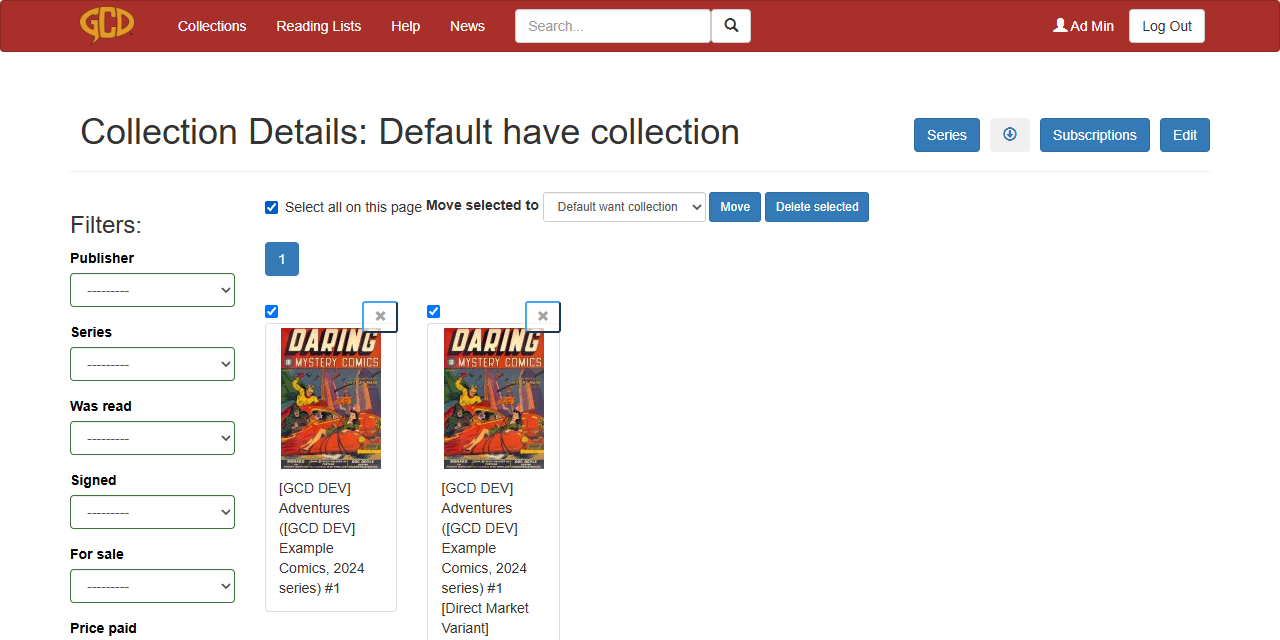 GCD
Collections
Reading Lists
Help
News
Search...
Ad Min
Log Out
Collection Details: Default have collection
Series
Subscriptions
Edit
Filters:
Publisher
---------
Series
---------
Was read
---------
Signed
---------
For sale
---------
Price paid
Select all on this page
Move selected to
Default want collection
Move
Delete selected
1
DARING
MYSTERY COMICS
[GCD DEV]
Adventures
([GCD DEV]
Example
Comics, 2024
series) #1
DARING
MYSTERY COMICS
[GCD DEV]
Adventures
([GCD DEV]
Example
Comics, 2024
series) #1
[Direct Market
Variant]